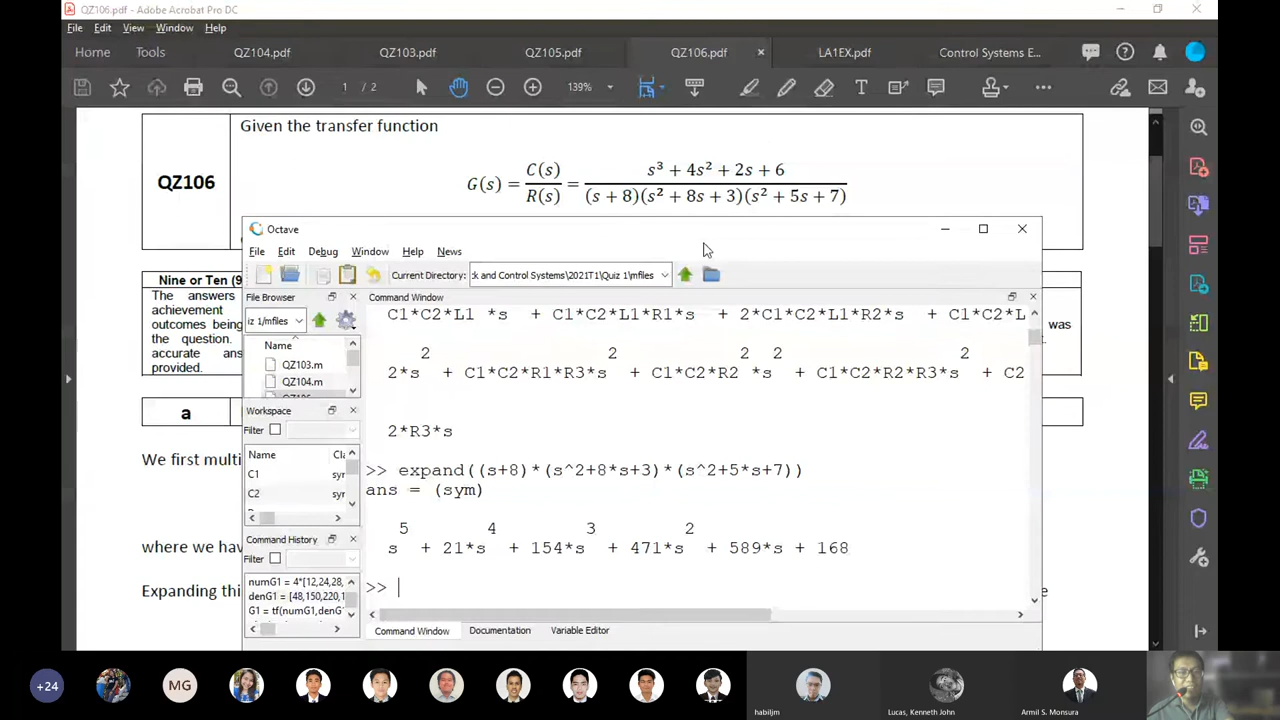 QZ106.pdf - Adobe Acrobat Pro DC
File Edit View Window Help
Home Tools QZ104.pdf QZ103.pdf QZ105.pdf QZ106.pdf × LA1EX.pdf Control Systems E...
1 / 2 139%
Given the transfer function
QZ106
G(s) = C(s)/R(s) = (s³ + 4s² + 2s + 6)/((s + 8)(s² + 8s + 3)(s² + 5s + 7))
Octave
File Edit Debug Window Help News
Current Directory: :k and Control Systems\2021T1\Quiz 1\mfiles
Nine or Ten (9
The answers
achievement
outcomes being
the question.
accurate ans
provided.
was
a
We first multi
where we hav
Expanding thi
e
File Browser
iz 1/mfiles
Name
QZ103.m
QZ104.m
Workspace
Filter
Name Cla
C1 syr
C2 syr
Command History
Filter
numG1 = 4*[12,24,28,
denG1 = [48,150,220,1
G1 = tf(numG1,denG1
Command Window
C1*C2*L1 *s + C1*C2*L1*R1*s + 2*C1*C2*L1*R2*s + C1*C2*L
2 2 2 2 2
2*s + C1*C2*R1*R3*s + C1*C2*R2 *s + C1*C2*R2*R3*s + C2
2*R3*s
>> expand((s+8)*(s^2+8*s+3)*(s^2+5*s+7))
ans = (sym)
5 4 3 2
s + 21*s + 154*s + 471*s + 589*s + 168
>>
Command Window Documentation Variable Editor
+24 MG
habiljm Lucas, Kenneth John Armil S. Monsura